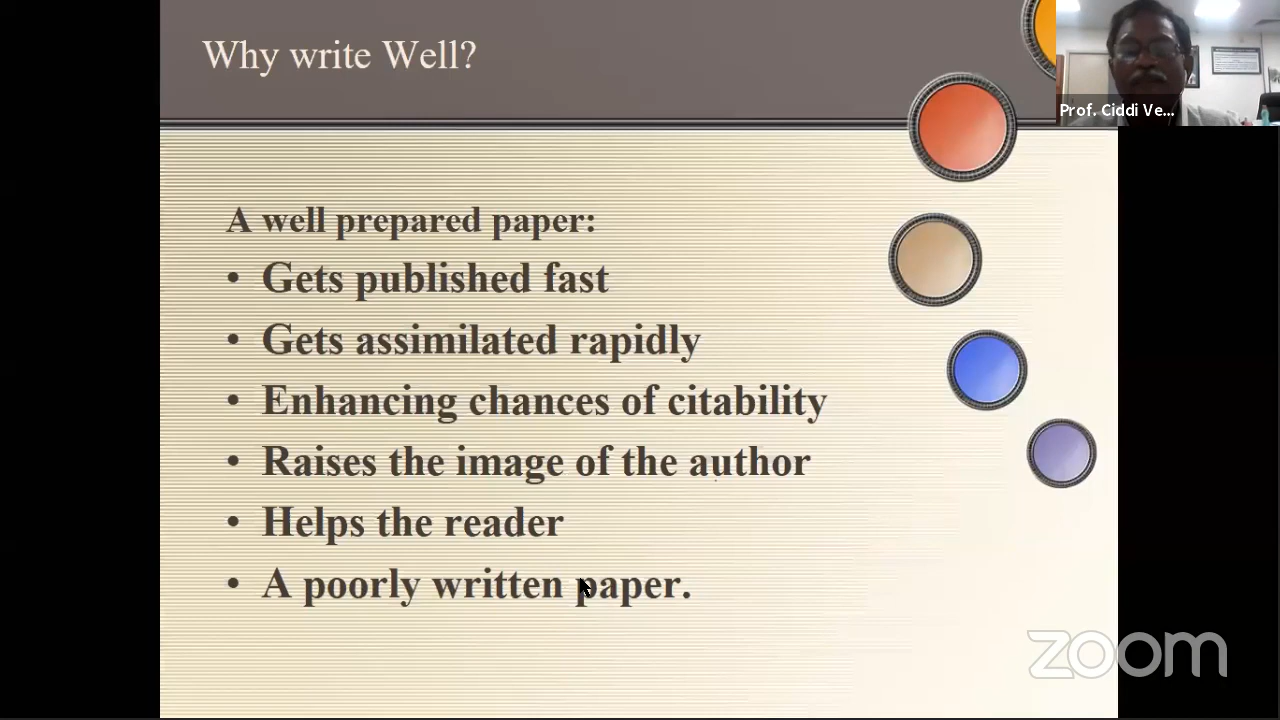 Why write Well?
Prof. Ciddi Ve...
A well prepared paper:
• Gets published fast
• Gets assimilated rapidly
• Enhancing chances of citability
• Raises the image of the author
• Helps the reader
• A poorly written paper.
zoom